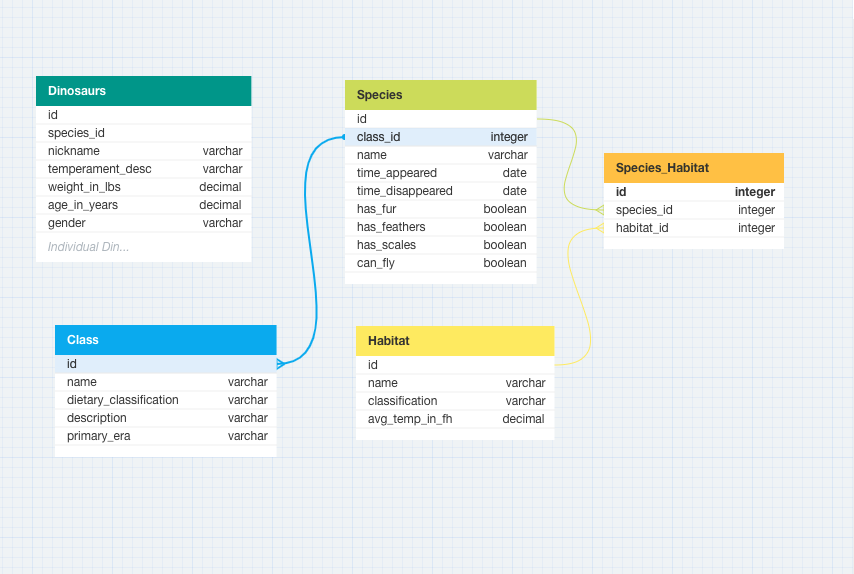 Dinosaurs
id
species_id
nickname varchar
temperament_desc varchar
weight_in_lbs decimal
age_in_years decimal
gender varchar
Individual Din...
Species
id
class_id integer
name varchar
time_appeared date
time_disappeared date
has_fur boolean
has_feathers boolean
has_scales boolean
can_fly boolean
Species_Habitat
id integer
species_id integer
habitat_id integer
Class
id
name varchar
dietary_classification varchar
description varchar
primary_era varchar
Habitat
id
name varchar
classification varchar
avg_temp_in_fh decimal